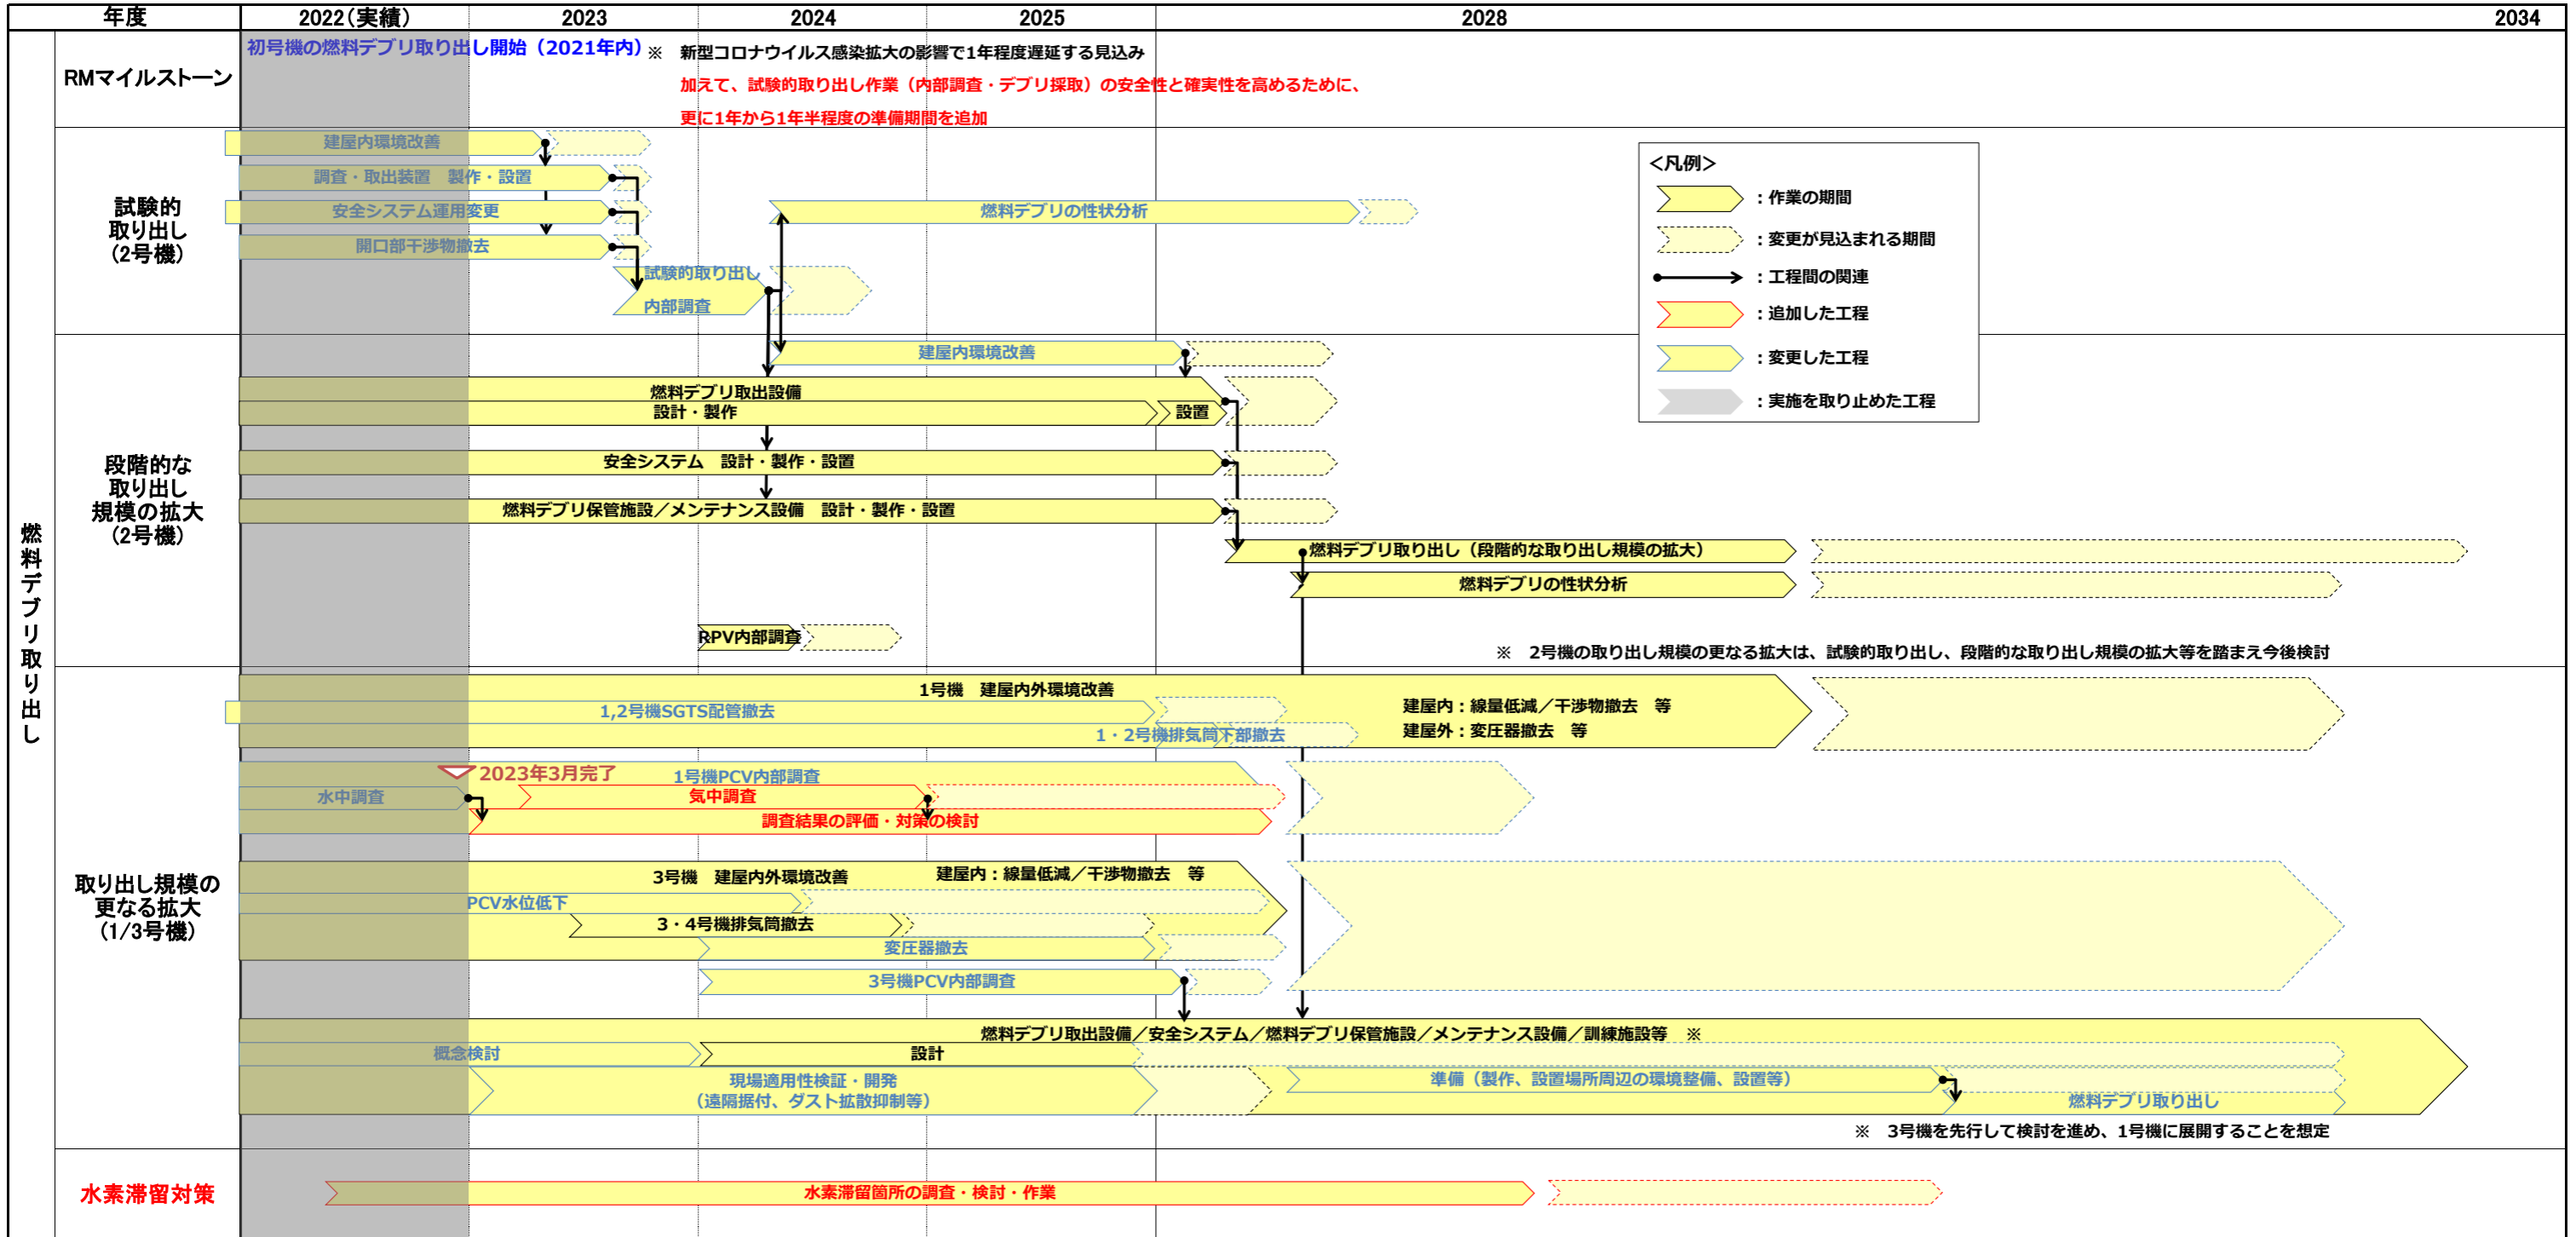 年度
2022(実績)
2023
2024
2025
2028
2034
燃料デブリ取り出し
RMマイルストーン
初号機の燃料デブリ取り出し開始（2021年内）
※　新型コロナウイルス感染拡大の影響で1年程度遅延する見込み
加えて、試験的取り出し作業（内部調査・デブリ採取）の安全性と確実性を高めるために、
更に1年から1年半程度の準備期間を追加
試験的
取り出し
(2号機)
建屋内環境改善
調査・取出装置　製作・設置
安全システム運用変更
燃料デブリの性状分析
開口部干渉物撤去
試験的取り出し
内部調査
＜凡例＞
：作業の期間
：変更が見込まれる期間
：工程間の関連
：追加した工程
：変更した工程
：実施を取り止めた工程
段階的な
取り出し
規模の拡大
(2号機)
建屋内環境改善
燃料デブリ取出設備
設計・製作
設置
安全システム　設計・製作・設置
燃料デブリ保管施設／メンテナンス設備　設計・製作・設置
燃料デブリ取り出し（段階的な取り出し規模の拡大）
燃料デブリの性状分析
RPV内部調査
※　2号機の取り出し規模の更なる拡大は、試験的取り出し、段階的な取り出し規模の拡大等を踏まえ今後検討
取り出し規模の
更なる拡大
(1/3号機)
1号機　建屋内外環境改善
1,2号機SGTS配管撤去
建屋内：線量低減／干渉物撤去　等
1・2号機排気筒下部撤去
建屋外：変圧器撤去　等
2023年3月完了
1号機PCV内部調査
水中調査
気中調査
調査結果の評価・対策の検討
3号機　建屋内外環境改善
建屋内：線量低減／干渉物撤去　等
PCV水位低下
3・4号機排気筒撤去
変圧器撤去
3号機PCV内部調査
燃料デブリ取出設備／安全システム／燃料デブリ保管施設／メンテナンス設備／訓練施設等　※
概念検討
設計
現場適用性検証・開発
（遠隔据付、ダスト拡散抑制等）
準備（製作、設置場所周辺の環境整備、設置等）
燃料デブリ取り出し
※　3号機を先行して検討を進め、1号機に展開することを想定
水素滞留対策
水素滞留箇所の調査・検討・作業